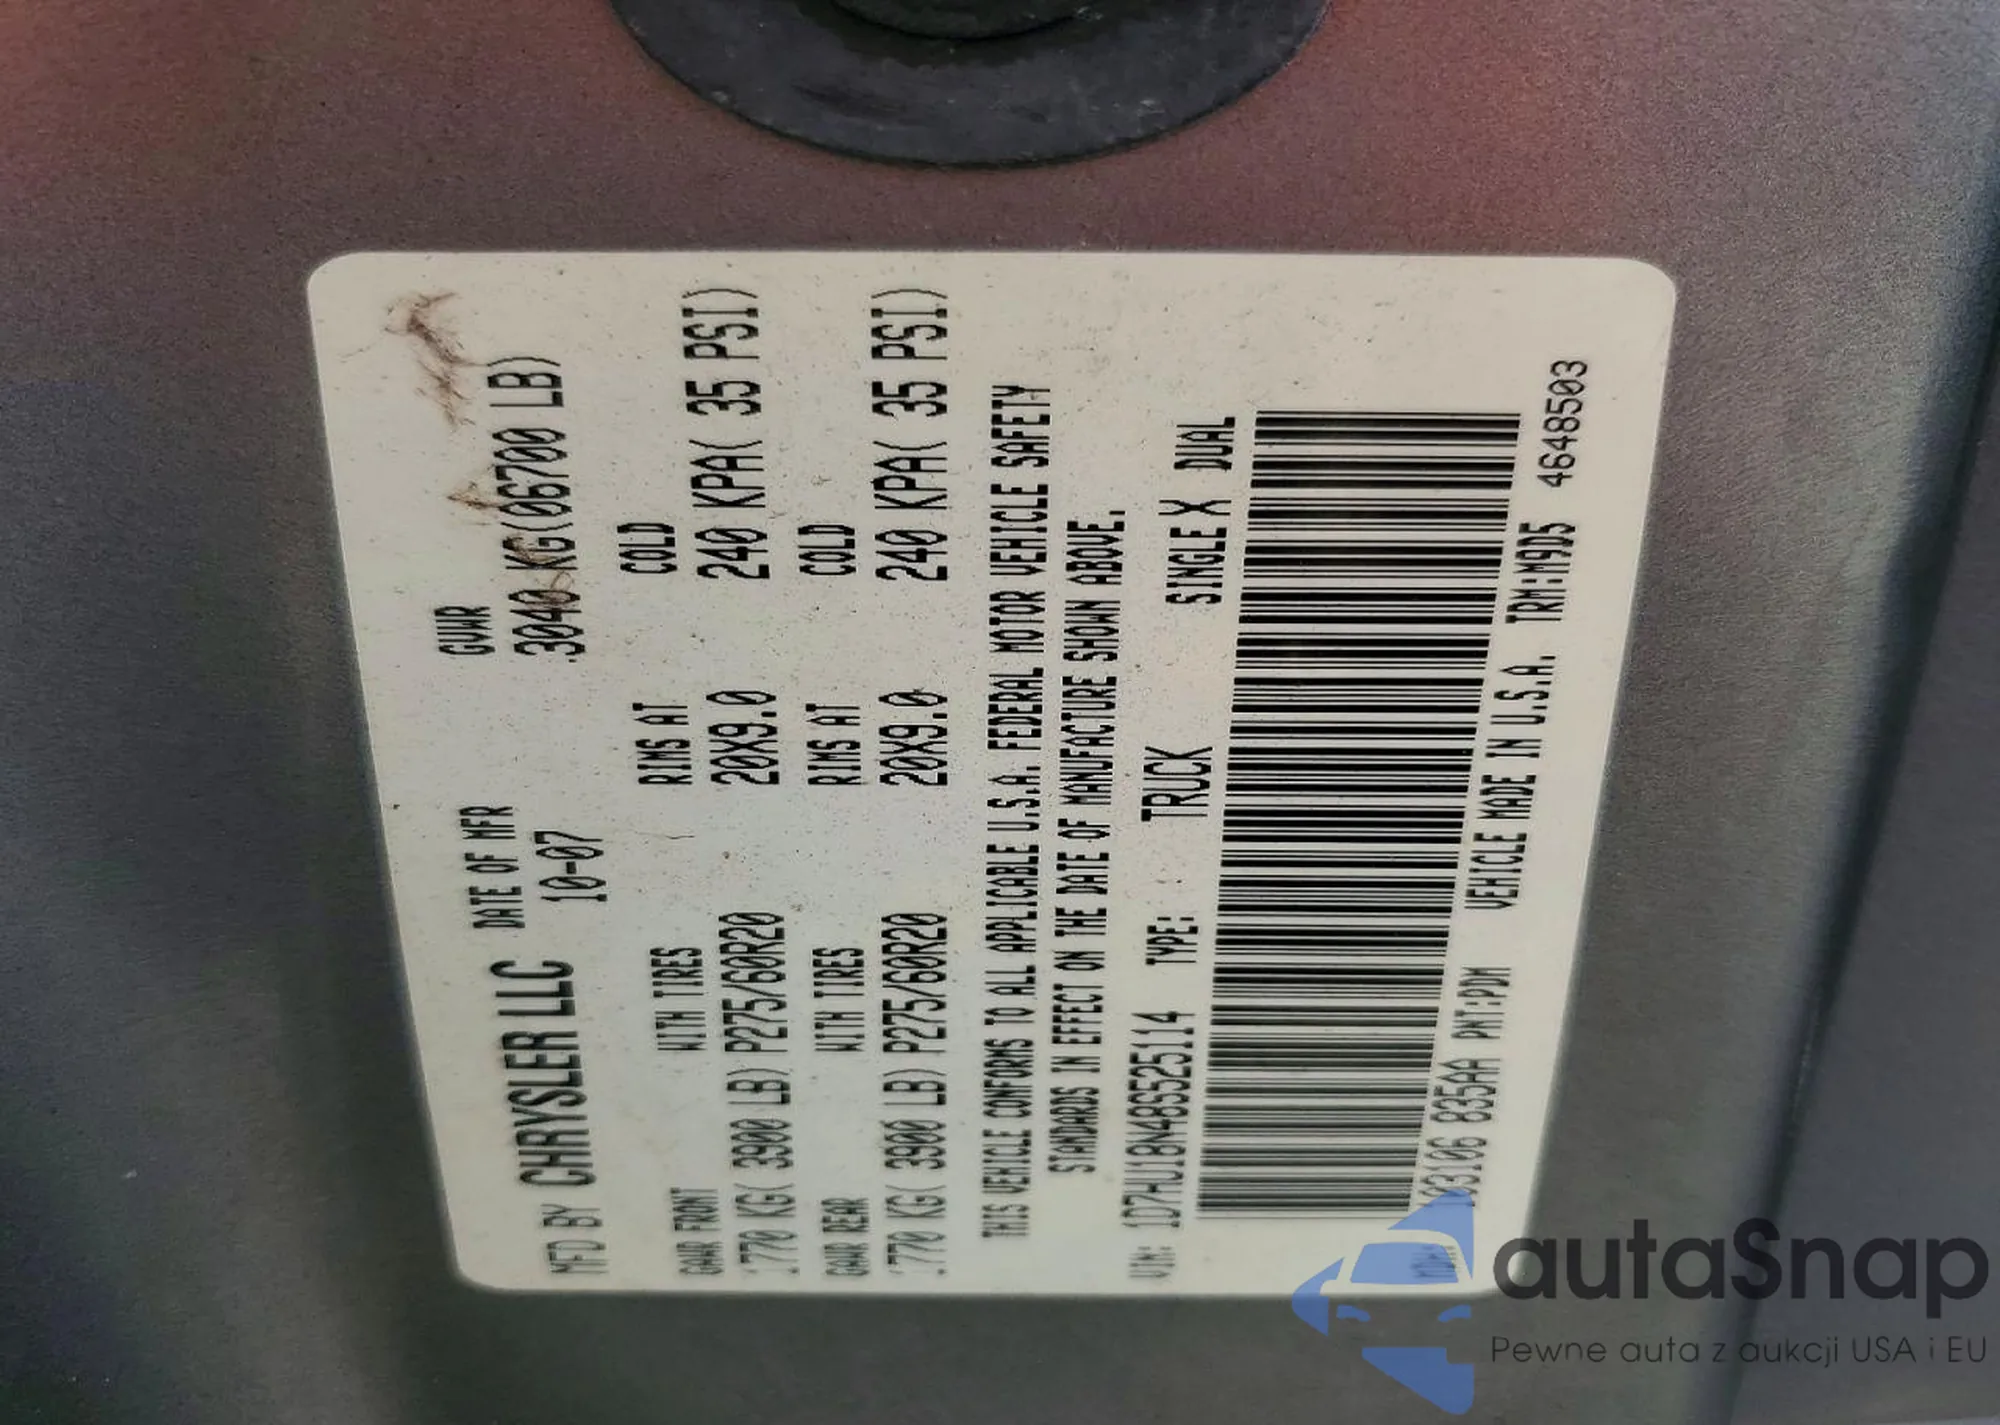 MFD BY CHRYSLER LLC DATE OF MFR 10-07 GVWR 3040 KG(06700 LB)
GAWR FRONT WITH TIRES RIMS AT COLD
1770 KG( 3900 LB) P275/60R20 20X9.0 240 KPA( 35 PSI)
GAWR REAR WITH TIRES RIMS AT COLD
1770 KG( 3900 LB) P275/60R20 20X9.0 240 KPA( 35 PSI)
THIS VEHICLE CONFORMS TO ALL APPLICABLE U.S.A. FEDERAL MOTOR VEHICLE SAFETY
STANDARDS IN EFFECT ON THE DATE OF MANUFACTURE SHOWN ABOVE.
VIN: 1D7HU18N48S525114 TYPE: TRUCK SINGLE X DUAL
MDH: 103106 835AA PNT:PDM VEHICLE MADE IN U.S.A. TRM:M9D5 4648503
autaSnap
Pewne auta z aukcji USA i EU